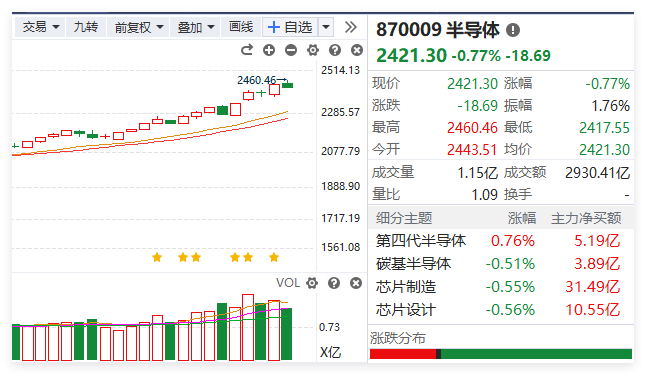 交易 九转 前复权 叠加 画线 +自选
2460.46
2514.13
2285.57
2077.79
1888.90
1717.19
1561.08
VOL
0.73
X亿
870009 半导体
2421.30 -0.77% -18.69
现价 2421.30 涨幅 -0.77%
涨跌 -18.69 振幅 1.76%
最高 2460.46 最低 2417.55
今开 2443.51 均价 2421.30
成交量 1.15亿 成交额 2930.41亿
量比 1.09 换手 -
细分主题 涨幅 主力净买额
第四代半导体 0.76% 5.19亿
碳基半导体 -0.51% 3.89亿
芯片制造 -0.55% 31.49亿
芯片设计 -0.56% 10.55亿
涨跌分布